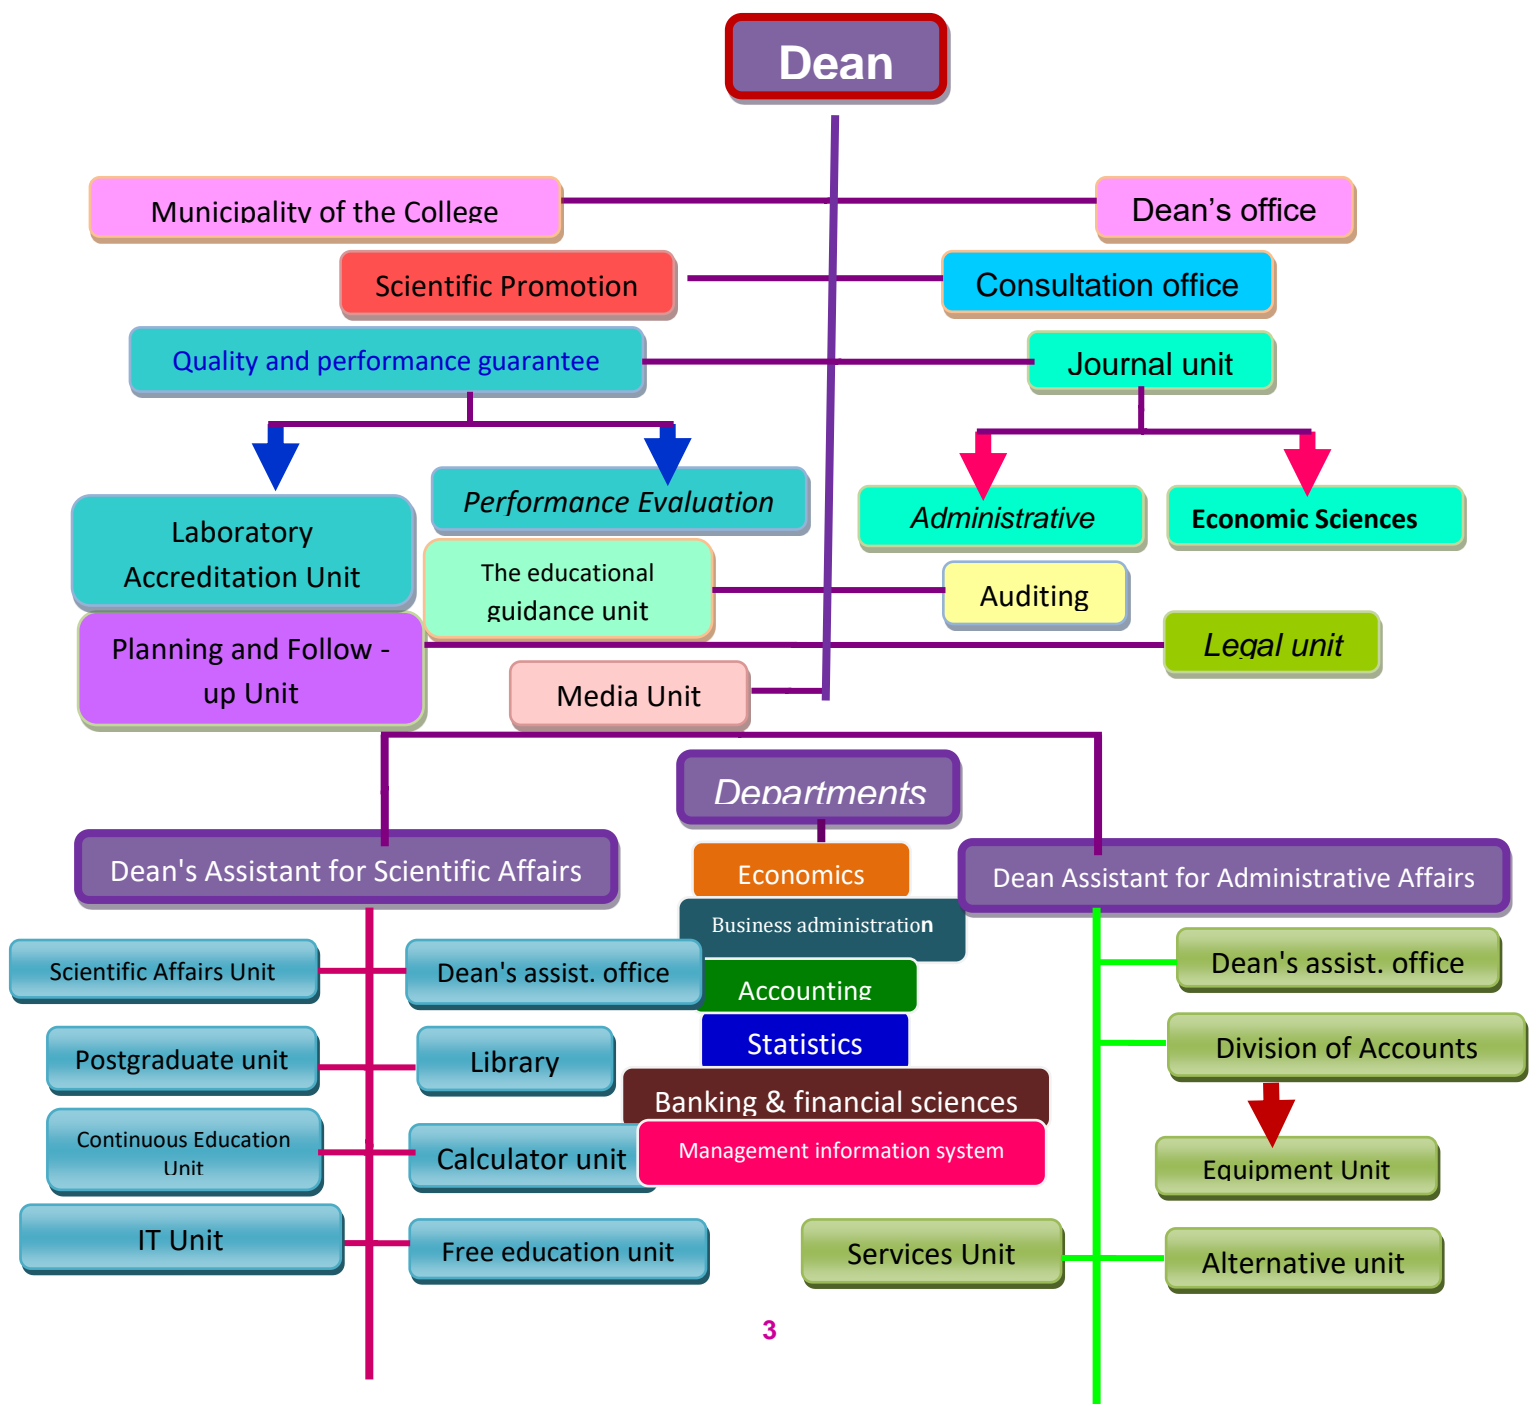 Dean
Municipality of the College
Dean's office
Scientific Promotion
Consultation office
Quality and performance guarantee
Journal unit
Performance Evaluation
Administrative
Economic Sciences
Laboratory
Accreditation Unit
The educational
guidance unit
Auditing
Planning and Follow -
up Unit
Legal unit
Media Unit
Departments
Dean's Assistant for Scientific Affairs
Economics
Dean Assistant for Administrative Affairs
Business administration
Scientific Affairs Unit
Dean's assist. office
Accounting
Dean's assist. office
Postgraduate unit
Library
Statistics
Division of Accounts
Banking & financial sciences
Continuous Education
Unit
Calculator unit
Management information system
Equipment Unit
IT Unit
Free education unit
Services Unit
Alternative unit
3